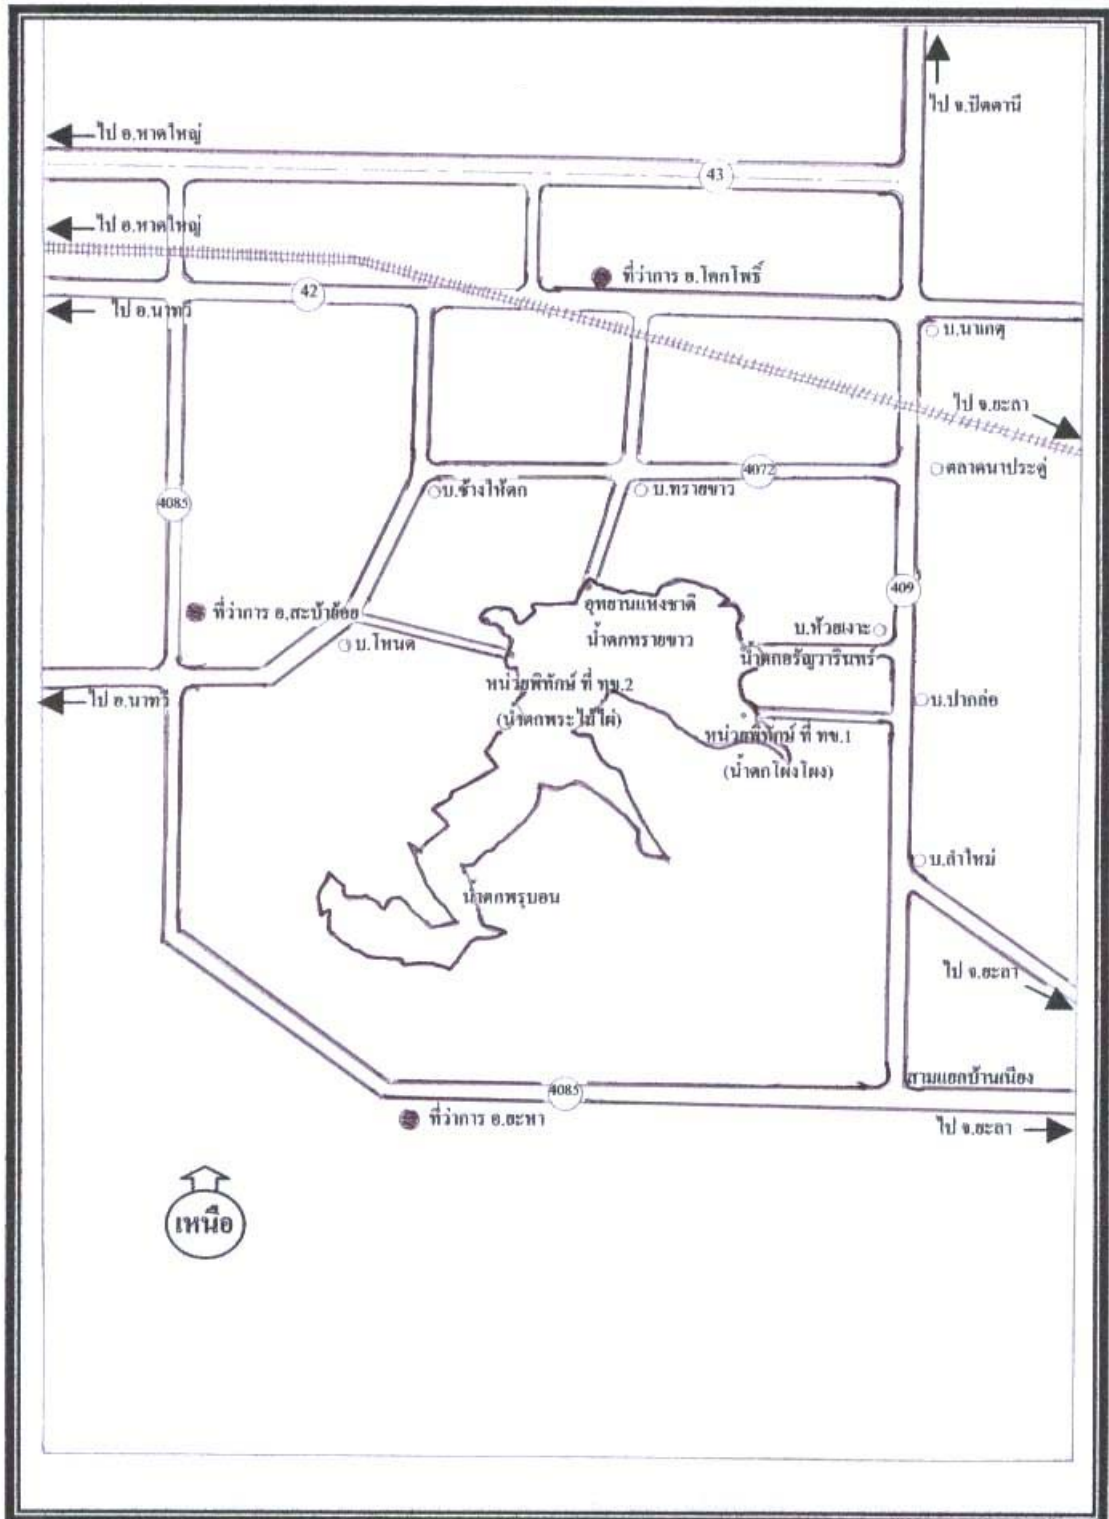 ไป จ.ปัตตานี
ไป อ.หาดใหญ่
43
ไป อ.หาดใหญ่
ที่ว่าการ อ.โคกโพธิ์
42
ไป อ.นาทวี
บ.นาเกตุ
ไป จ.ยะลา
ตลาดนาประดู่
4072
บ.ช้างให้ตก
บ.ทรายขาว
4085
409
อุทยานแห่งชาติ
น้ำตกทรายขาว
ที่ว่าการ อ.สะบ้าย้อย
บ.ห้วยเงาะ
บ.โหนด
น้ำตกอรัญวารินทร์
หน่วยพิทักษ์ ที่ ทข.2
(น้ำตกพระไม้ไผ่)
ไป อ.นาทวี
บ.ปากล่อ
หน่วยพิทักษ์ ที่ ทข.1
(น้ำตกโผงโผง)
บ.ลำใหม่
น้ำตกพรุบอน
ไป จ.ยะลา
สามแยกบ้านเนียง
4085
ที่ว่าการ อ.ยะหา
ไป จ.ยะลา
เหนือ